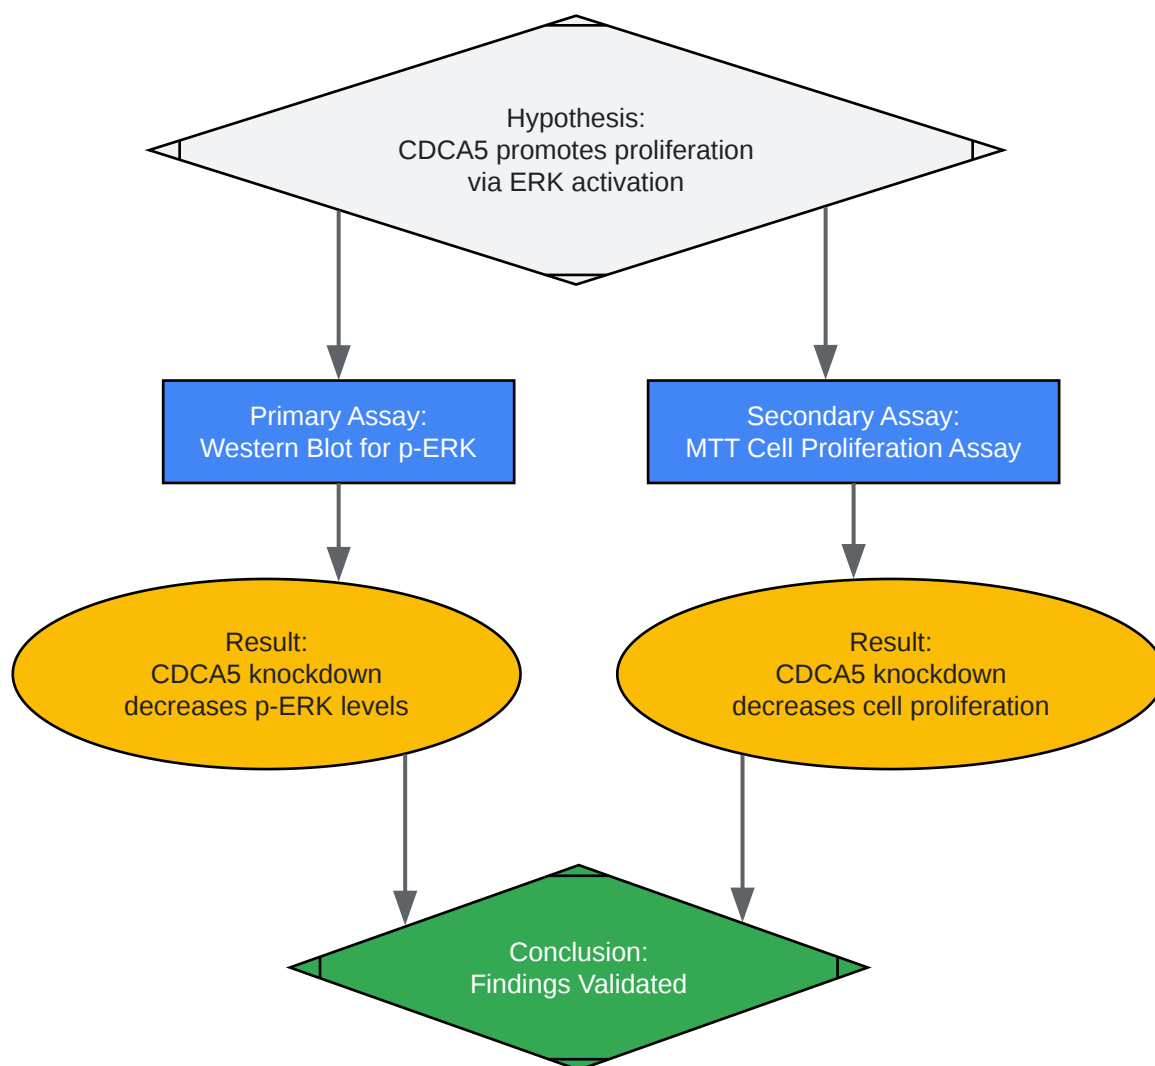 Hypothesis:
CDCA5 promotes proliferation
via ERK activation
Primary Assay:
Western Blot for p-ERK
Secondary Assay:
MTT Cell Proliferation Assay
Result:
CDCA5 knockdown
decreases p-ERK levels
Result:
CDCA5 knockdown
decreases cell proliferation
Conclusion:
Findings Validated